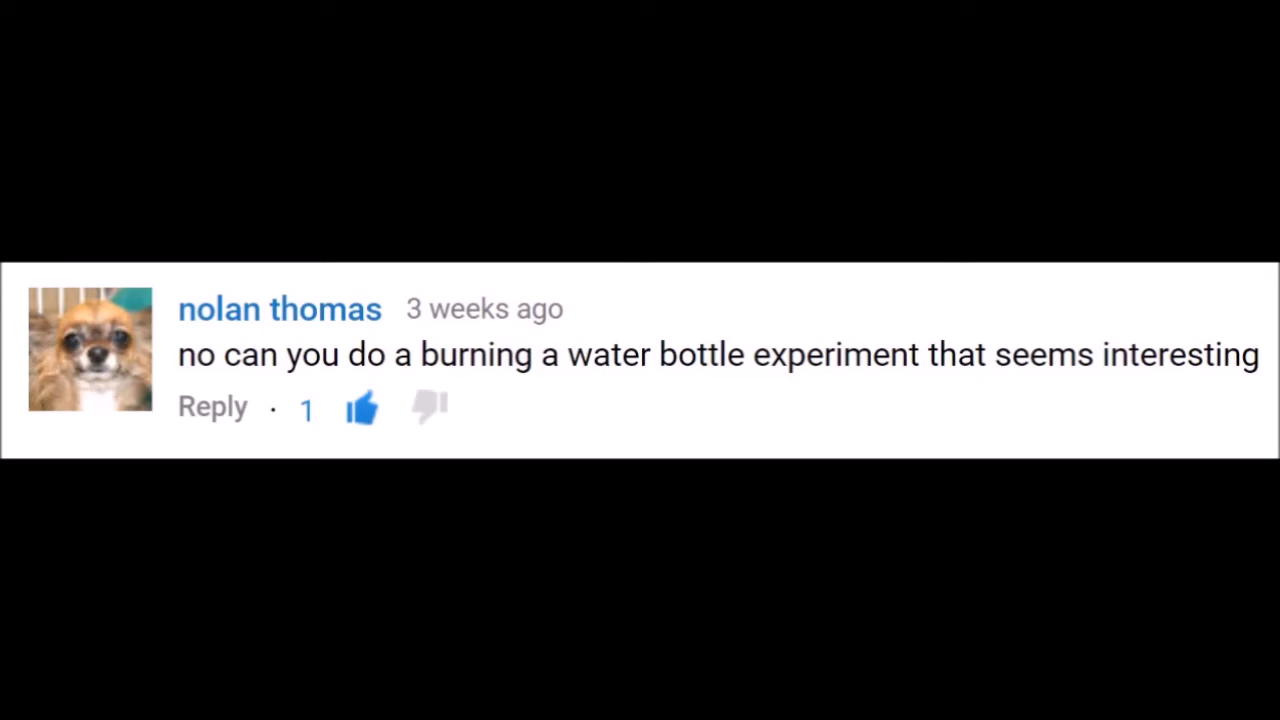 nolan thomas 3 weeks ago
no can you do a burning a water bottle experiment that seems interesting
Reply · 1